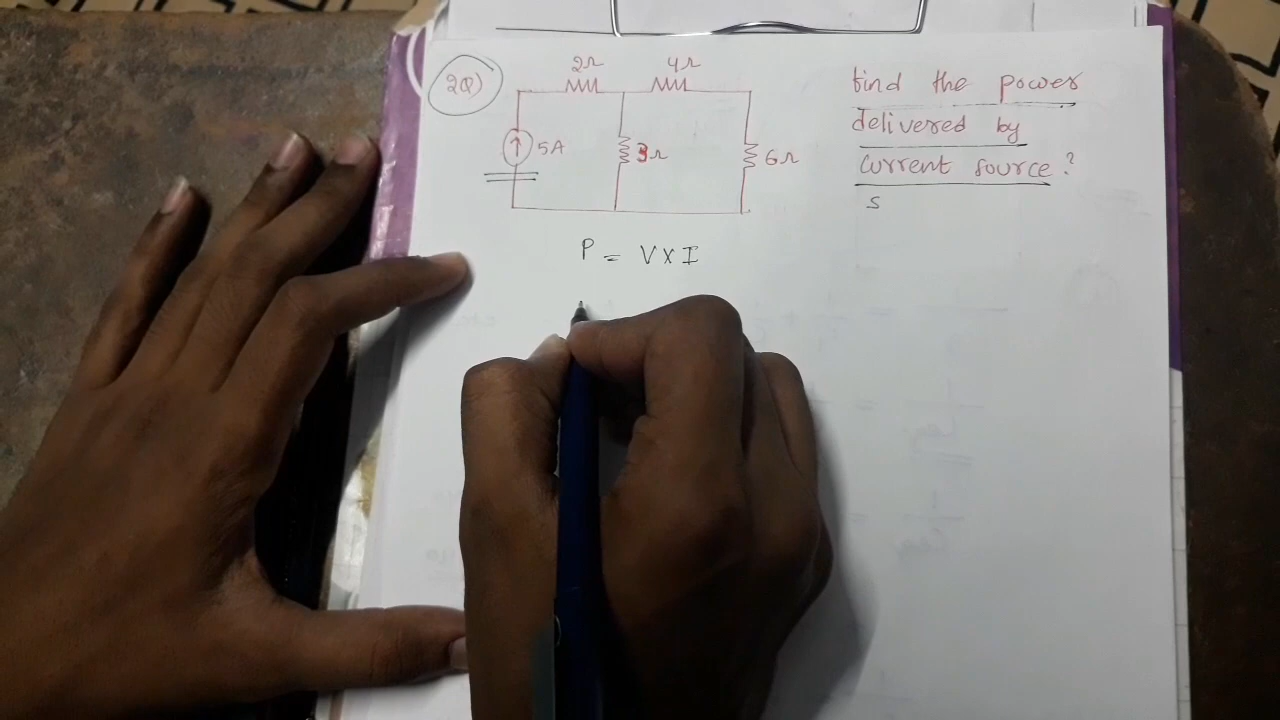 2Q)
2Ω 4Ω
5A 3Ω 6Ω
find the power
delivered by
current source?
s
P = V X I